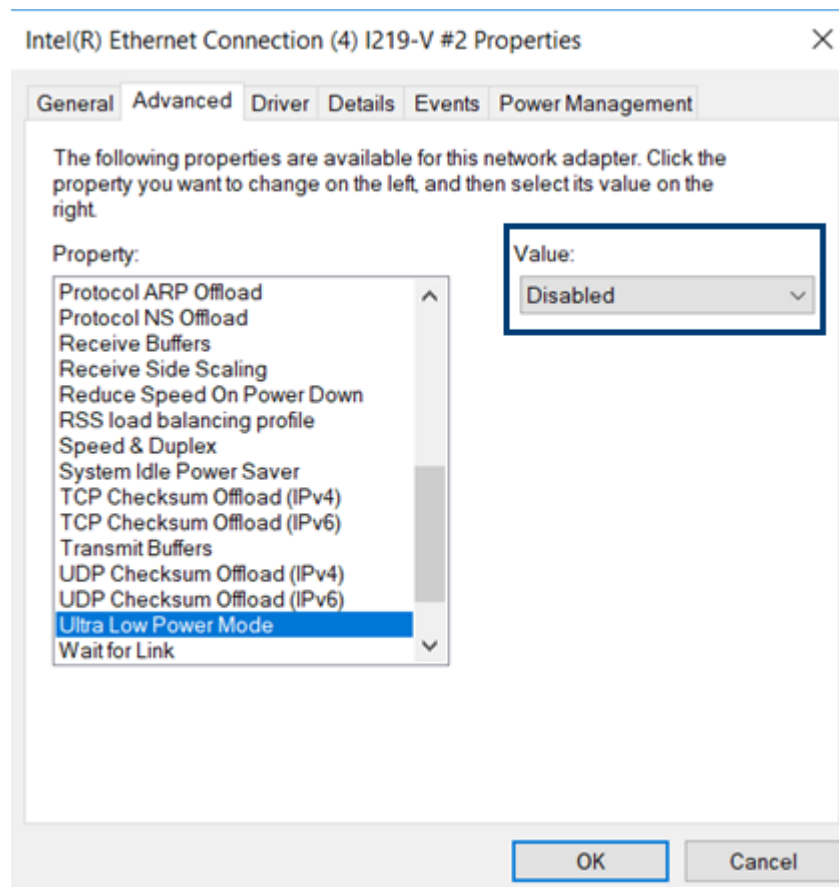 Intel(R) Ethernet Connection (4) I219-V #2 Properties
General Advanced Driver Details Events Power Management
The following properties are available for this network adapter. Click the
property you want to change on the left, and then select its value on the
right.
Property:
Value:
Protocol ARP Offload
Disabled
Protocol NS Offload
Receive Buffers
Receive Side Scaling
Reduce Speed On Power Down
RSS load balancing profile
Speed & Duplex
System Idle Power Saver
TCP Checksum Offload (IPv4)
TCP Checksum Offload (IPv6)
Transmit Buffers
UDP Checksum Offload (IPv4)
UDP Checksum Offload (IPv6)
Ultra Low Power Mode
Wait for Link
OK
Cancel